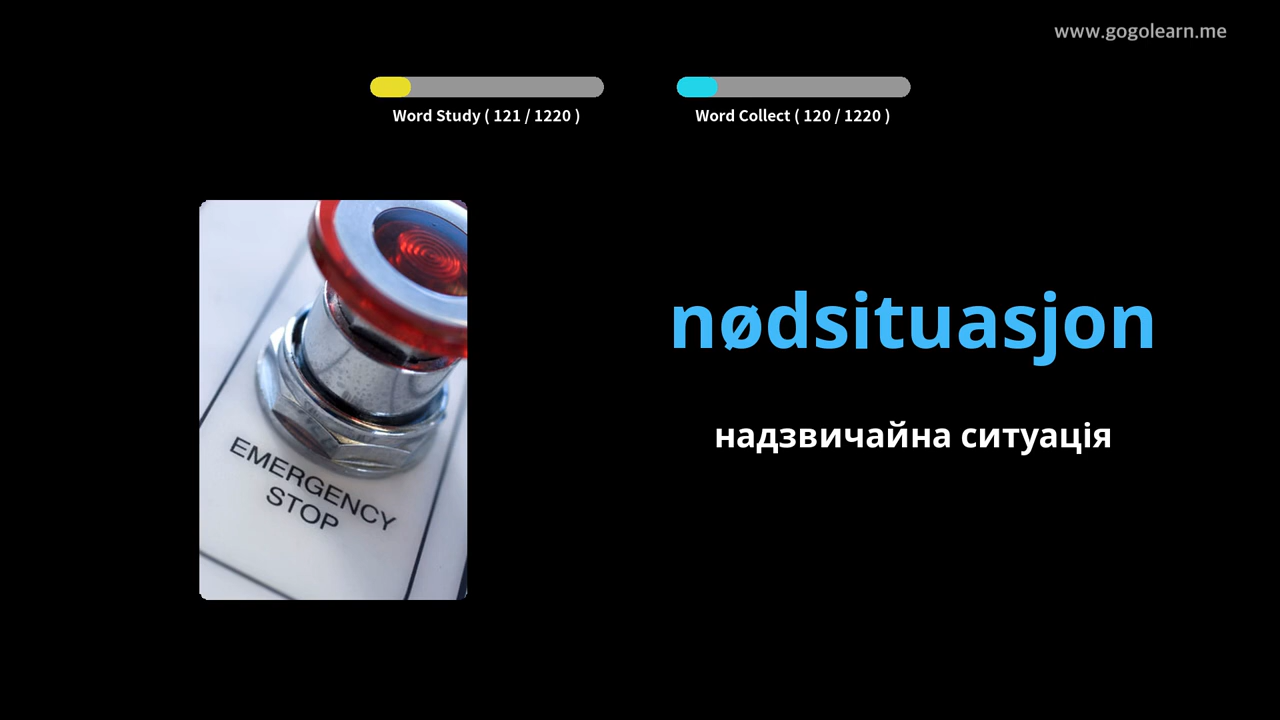 www.gogolearn.me
Word Study ( 121 / 1220 )
Word Collect ( 120 / 1220 )
EMERGENCY
STOP
nødsituasjon
надзвичайна ситуація